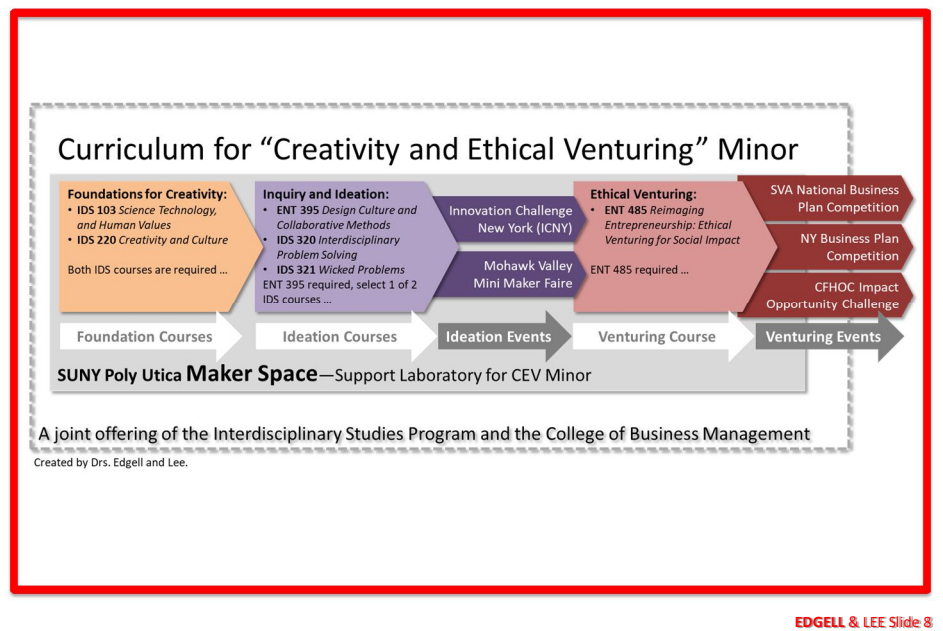 Curriculum for “Creativity and Ethical Venturing” Minor
Foundations for Creativity:
• IDS 103 Science Technology,
and Human Values
• IDS 220 Creativity and Culture
Both IDS courses are required ...
Inquiry and Ideation:
• ENT 395 Design Culture and
Collaborative Methods
• IDS 320 Interdisciplinary
Problem Solving
• IDS 321 Wicked Problems
ENT 395 required, select 1 of 2
IDS courses ...
Innovation Challenge
New York (ICNY)
Mohawk Valley
Mini Maker Faire
Ethical Venturing:
• ENT 485 Reimaging
Entrepreneurship: Ethical
Venturing for Social Impact
ENT 485 required ...
SVA National Business
Plan Competition
NY Business Plan
Competition
CFHOC Impact
Opportunity Challenge
Foundation Courses
Ideation Courses
Ideation Events
Venturing Course
Venturing Events
SUNY Poly Utica Maker Space—Support Laboratory for CEV Minor
A joint offering of the Interdisciplinary Studies Program and the College of Business Management
Created by Drs. Edgell and Lee.
EDGELL & LEE Slide 8